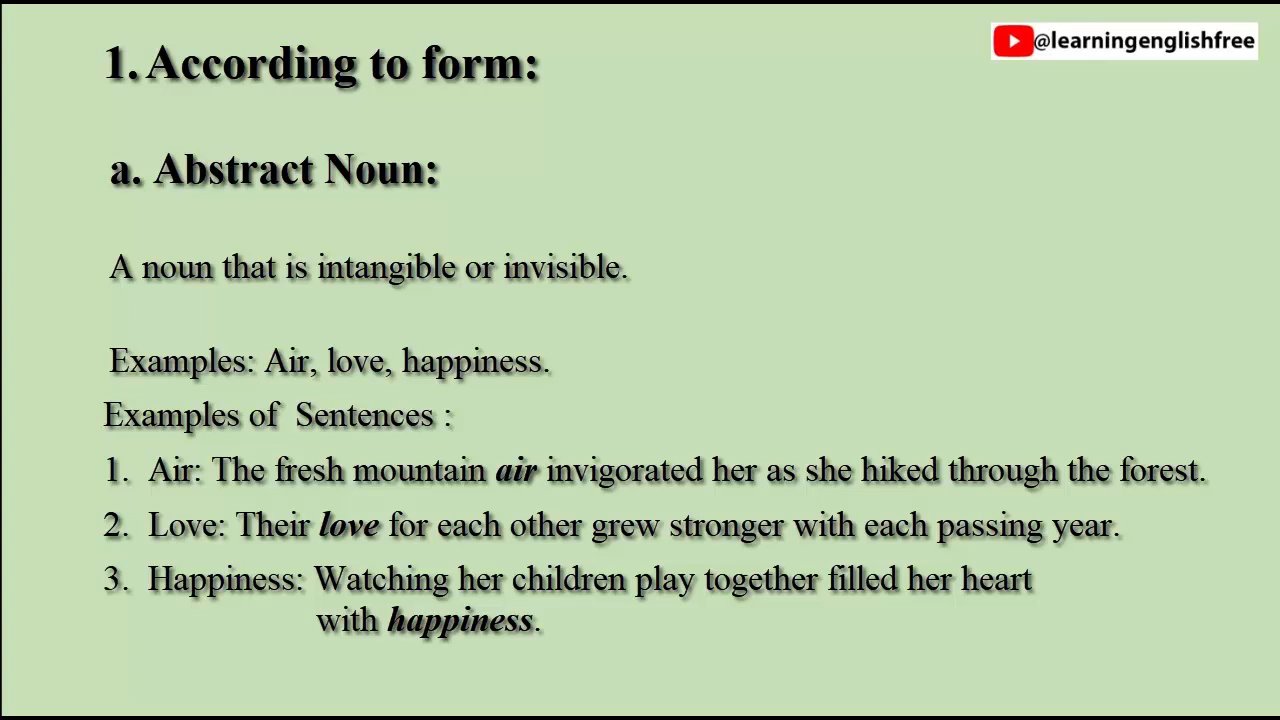 @learningenglishfree
1. According to form:
a. Abstract Noun:
A noun that is intangible or invisible.
Examples: Air, love, happiness.
Examples of Sentences :
1. Air: The fresh mountain air invigorated her as she hiked through the forest.
2. Love: Their love for each other grew stronger with each passing year.
3. Happiness: Watching her children play together filled her heart
with happiness.